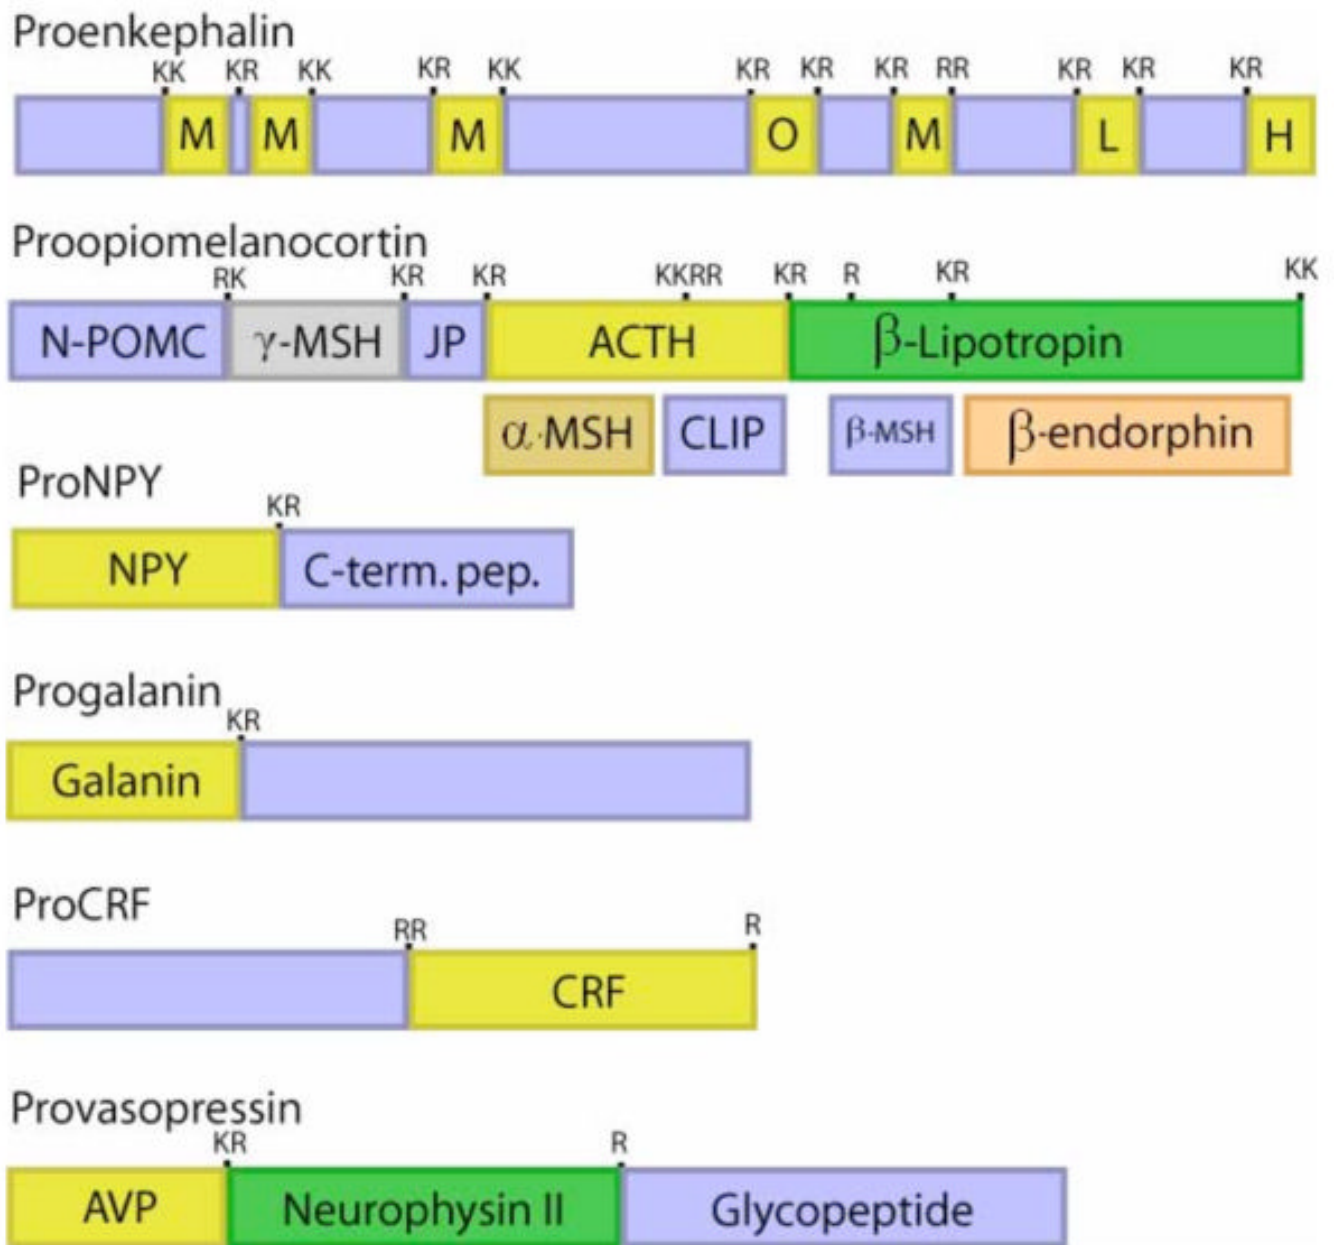 Proenkephalin
KK KR KK KR KK KR KR KR RR KR KR KR
M M M O M L H
Proopiomelanocortin
RK KR KR KKRR KR R KR KK
N-POMC γ-MSH JP ACTH β-Lipotropin
α-MSH CLIP β-MSH β-endorphin
ProNPY
KR
NPY C-term. pep.
Progalanin
KR
Galanin
ProCRF
RR R
CRF
Provasopressin
KR R
AVP Neurophysin II Glycopeptide